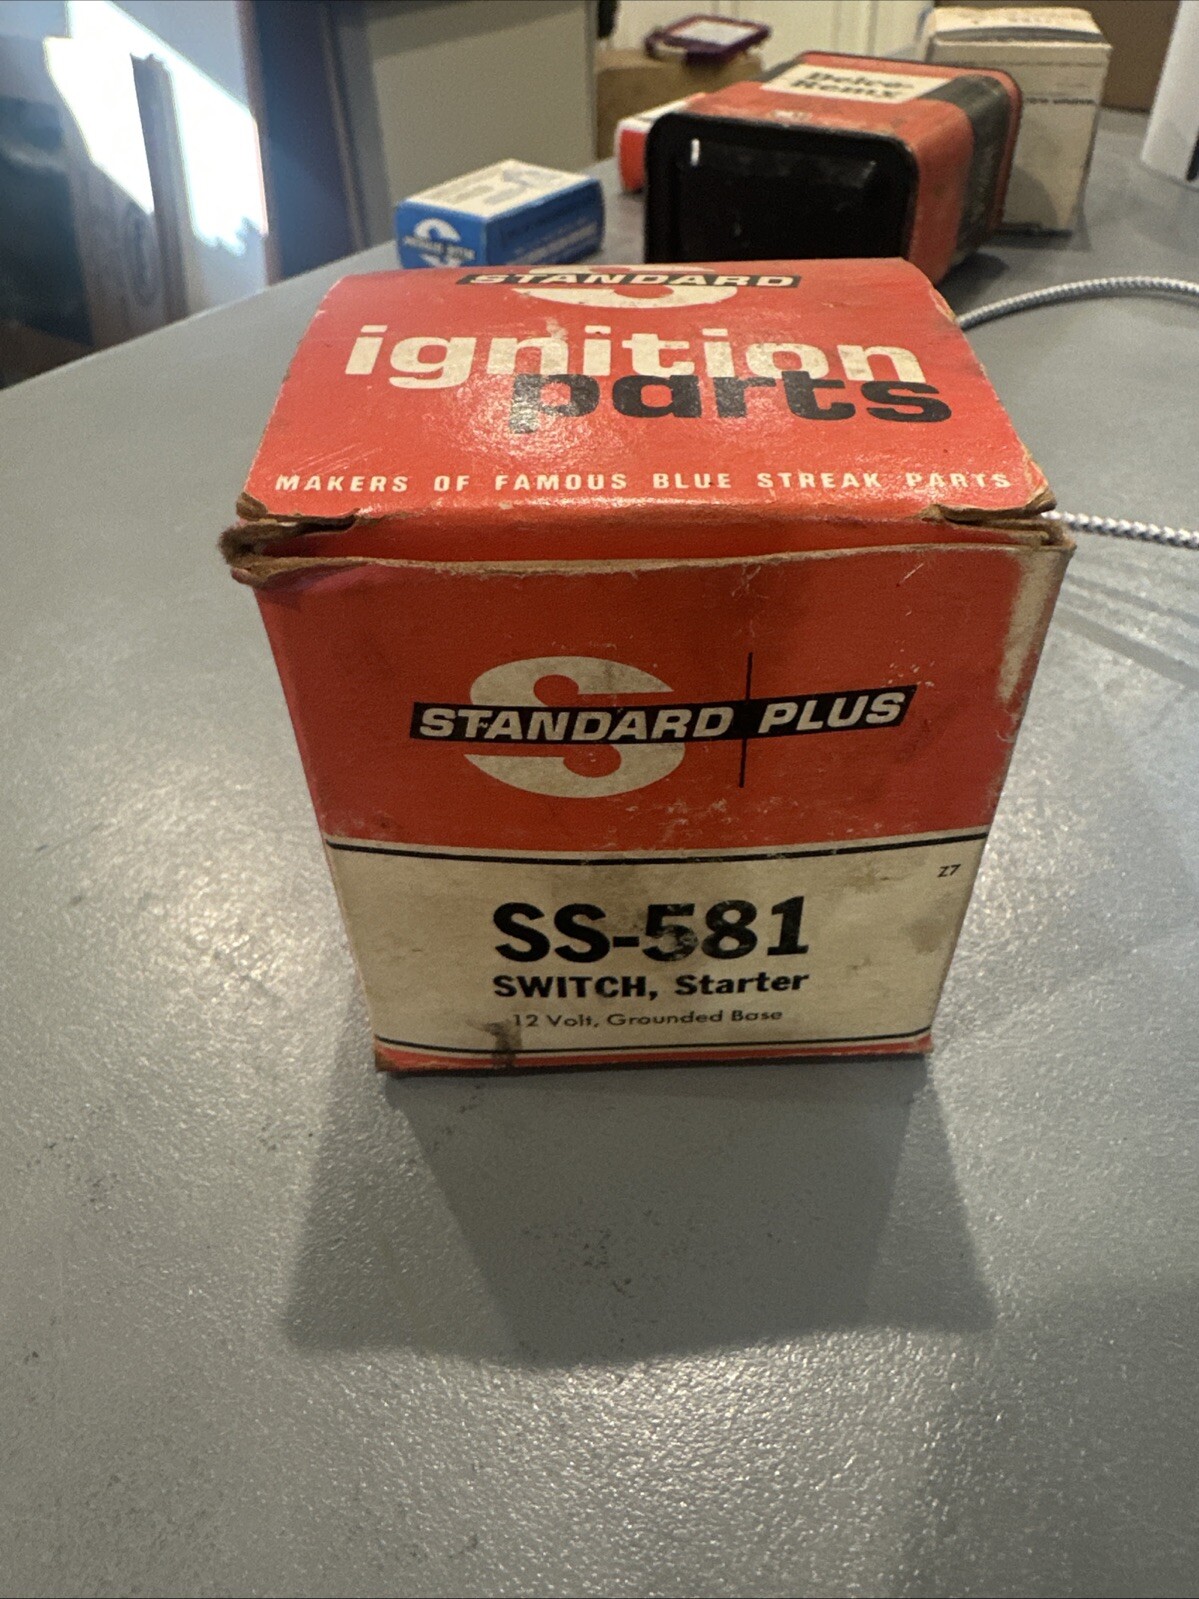 Delco-
Remy
STANDARD
ignition
parts
MAKERS OF FAMOUS BLUE STREAK PARTS
STANDARD PLUS
Z7
SS-581
SWITCH, Starter
12 Volt, Grounded Base